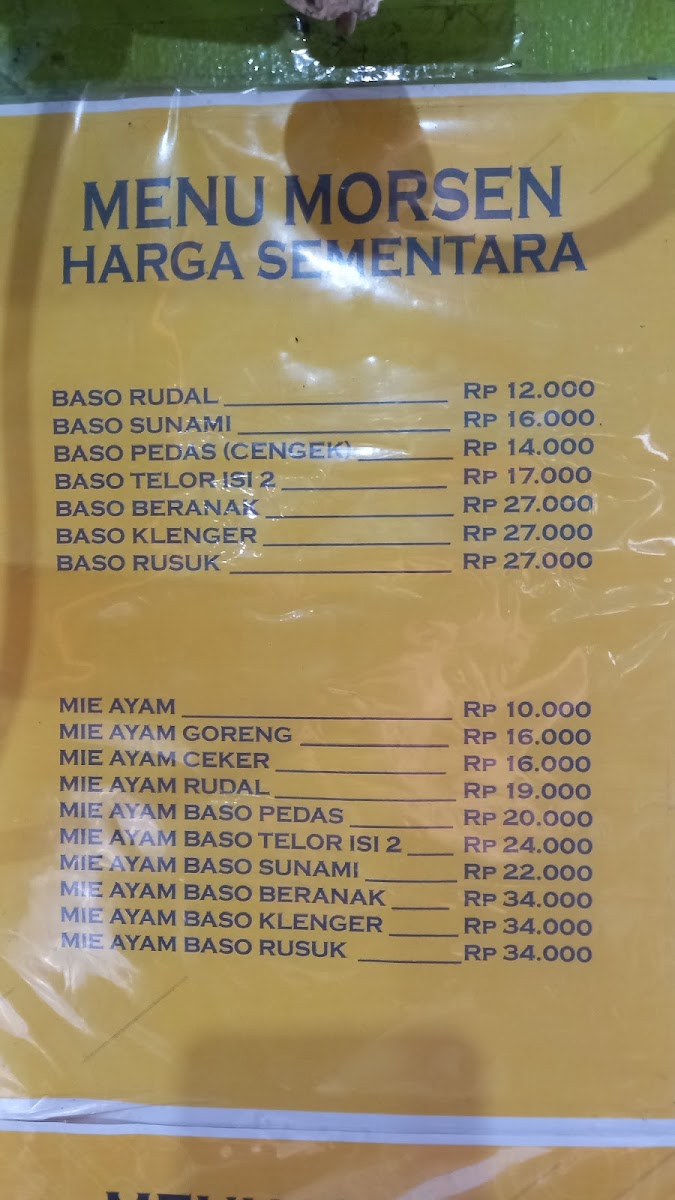 MENU MORSEN
HARGA SEMENTARA
BASO RUDAL RP 12.000
BASO SUNAMI RP 16.000
BASO PEDAS (CENGEK) RP 14.000
BASO TELOR ISI 2 RP 17.000
BASO BERANAK RP 27.000
BASO KLENGER RP 27.000
BASO RUSUK RP 27.000
MIE AYAM RP 10.000
MIE AYAM GORENG RP 16.000
MIE AYAM CEKER RP 16.000
MIE AYAM RUDAL RP 19.000
MIE AYAM BASO PEDAS RP 20.000
MIE AYAM BASO TELOR ISI 2 RP 24.000
MIE AYAM BASO SUNAMI RP 22.000
MIE AYAM BASO BERANAK RP 34.000
MIE AYAM BASO KLENGER RP 34.000
MIE AYAM BASO RUSUK RP 34.000